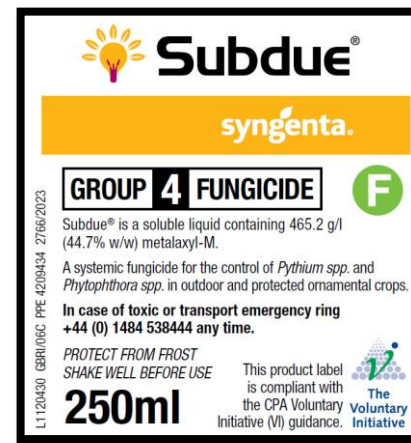 Subdue®
syngenta.
GROUP 4 FUNGICIDE
F
Subdue® is a soluble liquid containing 465.2 g/l
(44.7% w/w) metalaxyl-M.
A systemic fungicide for the control of Pythium spp. and
Phytophthora spp. in outdoor and protected ornamental crops.
In case of toxic or transport emergency ring
+44 (0) 1484 538444 any time.
PROTECT FROM FROST
SHAKE WELL BEFORE USE
250ml
This product label
is compliant with
the CPA Voluntary
Initiative (VI) guidance.
The
Voluntary
Initiative
L1120430 GBRI/06C PPE 4209434 2766/2023